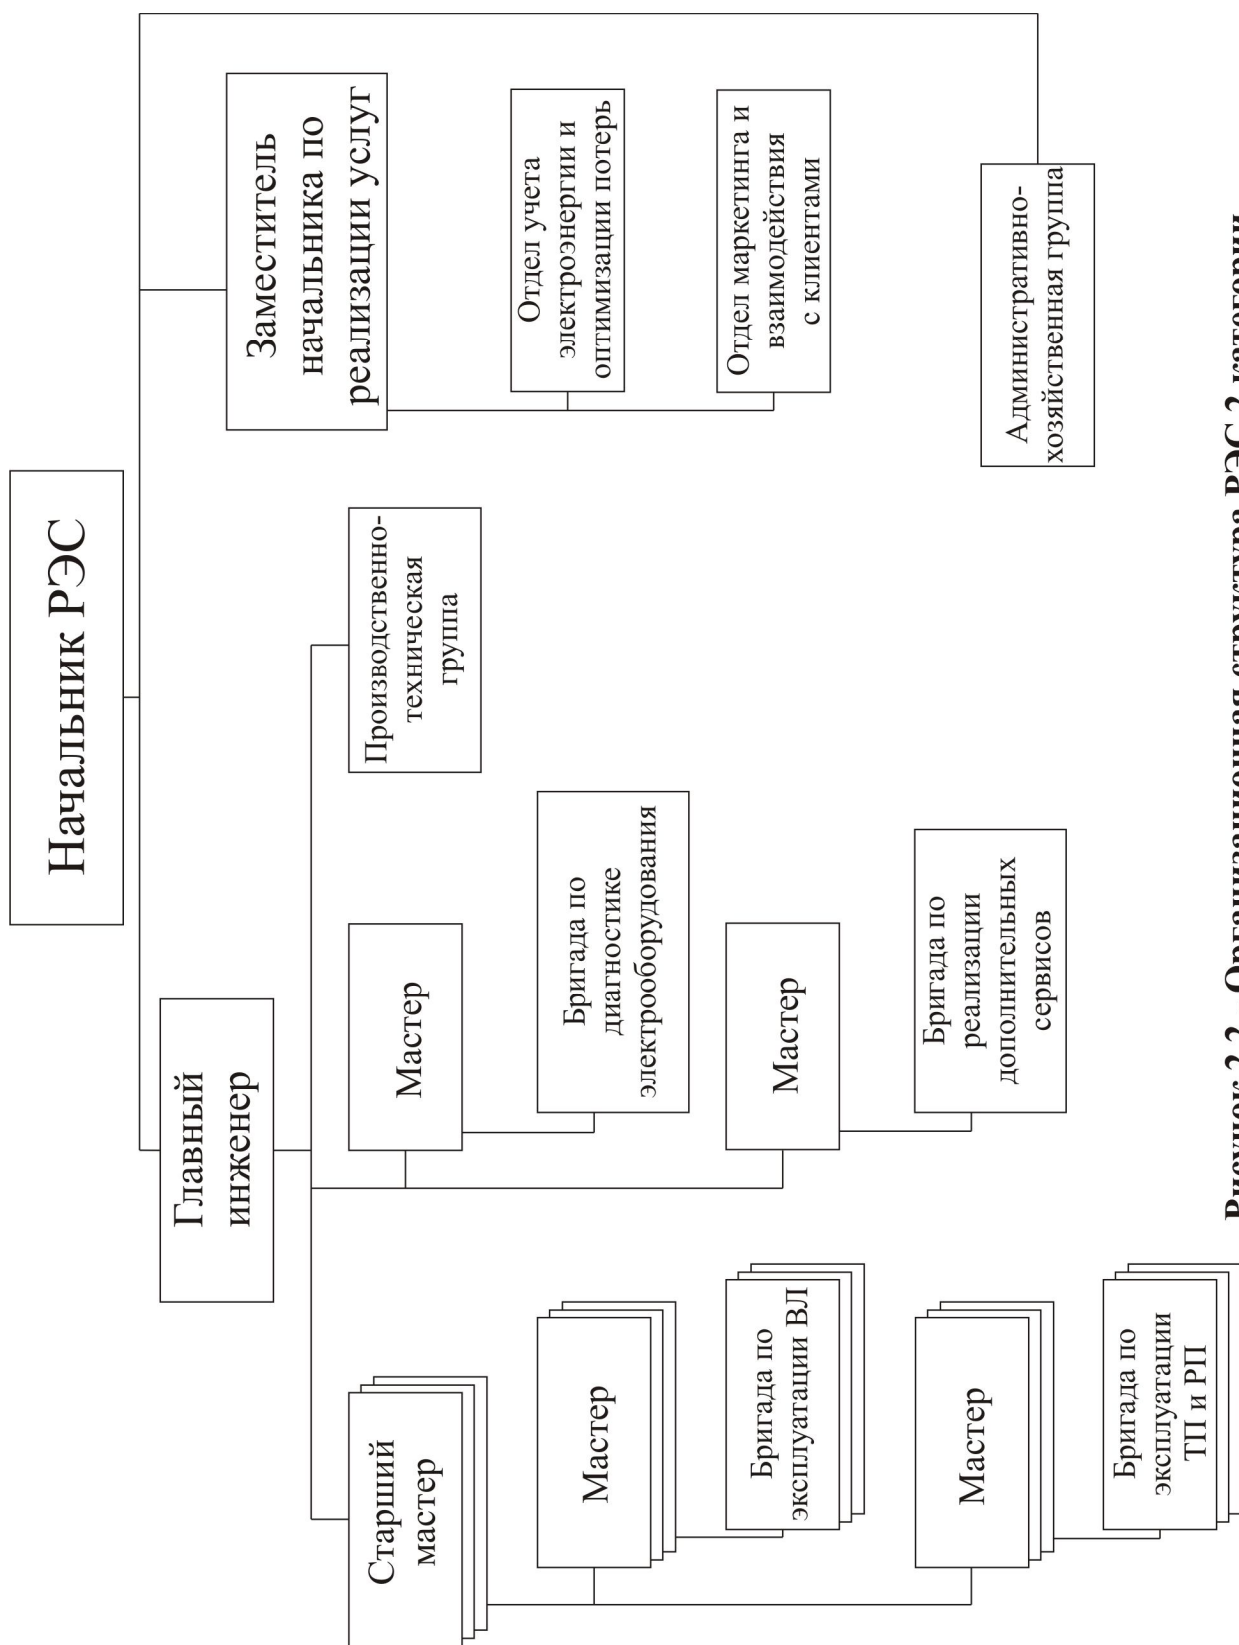 Начальник РЭС
Главный
инженер
Заместитель
начальника по
реализации услуг
Старший
мастер
Мастер
Производственно-
техническая
группа
Мастер
Бригада по
диагностике
электрооборудования
Отдел учета
электроэнергии и
оптимизации потерь
Бригада по
эксплуатации ВЛ
Мастер
Отдел маркетинга и
взаимодействия
с клиентами
Мастер
Бригада по
реализации
дополнительных
сервисов
Административно-
хозяйственная группа
Бригада по
эксплуатации
ТП и РП
Рисунок 2.2 – Организационная структура РЭС 2 категории